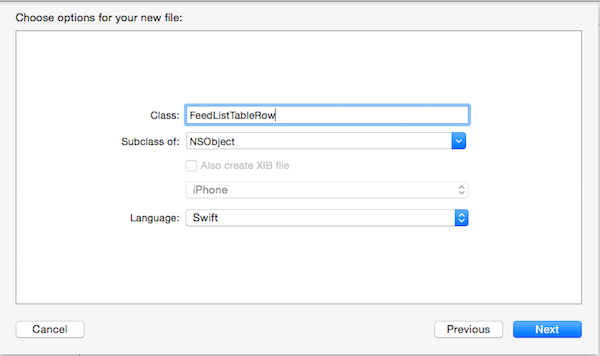 Choose options for your new file:
Class: FeedListTableRow
Subclass of: NSObject
Also create XIB file
iPhone
Language: Swift
Cancel Previous Next